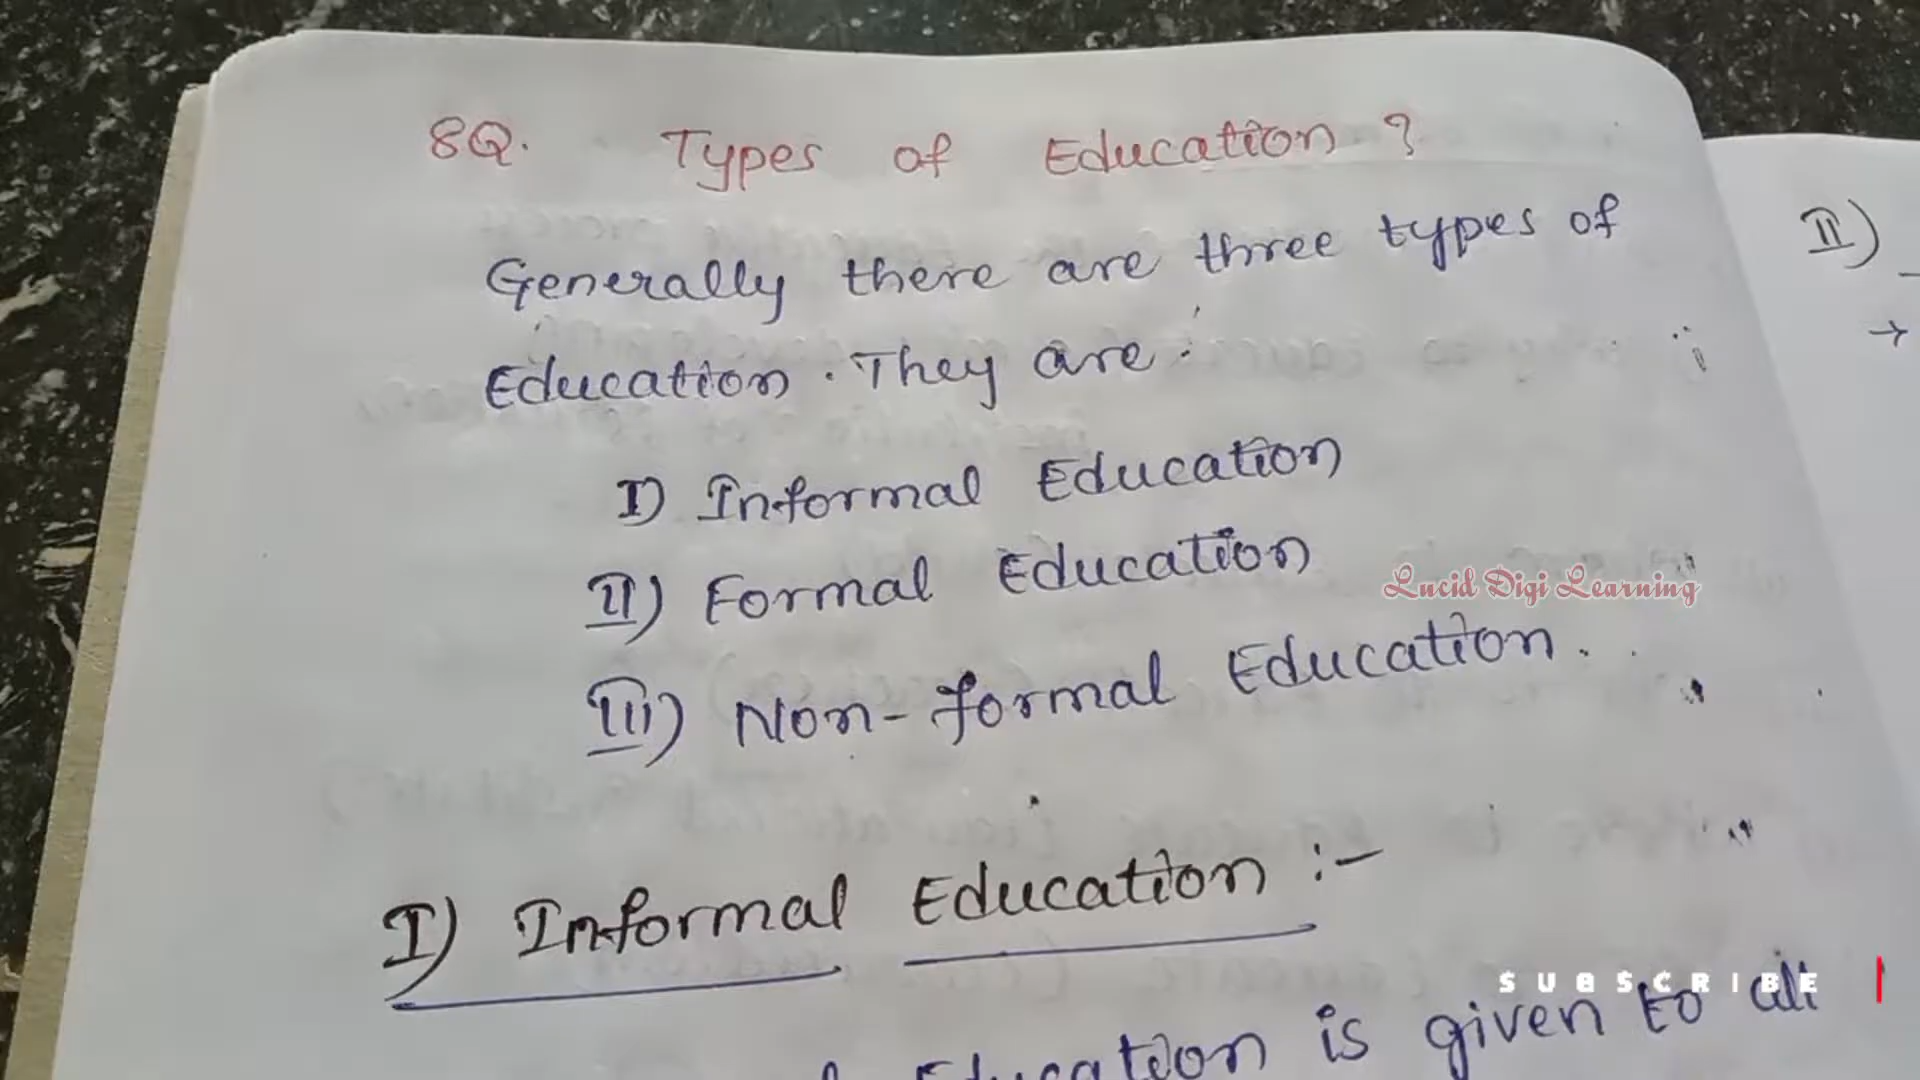 8Q. Types of Education ?
Generally there are three types of
Education. They are :
I) Informal Education
II) Formal Education
III) Non-formal Education.
I) Informal Education :-
Education is given to all
II)
→
Lucid Digi Learning
SUBSCRIBE